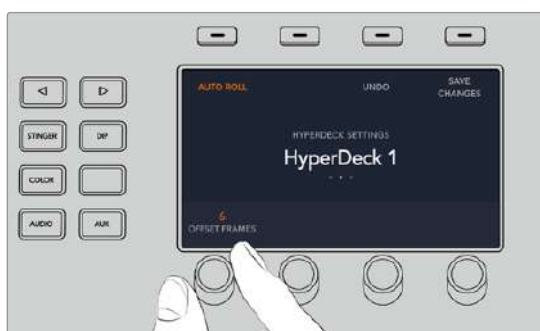 AUTO ROLL
UNDO
SAVE
CHANGES
HYPERDECK SETTINGS
HyperDeck 1
6
OFFSET FRAMES
STINGER
DIP
COLOR
AUDIO
AUX